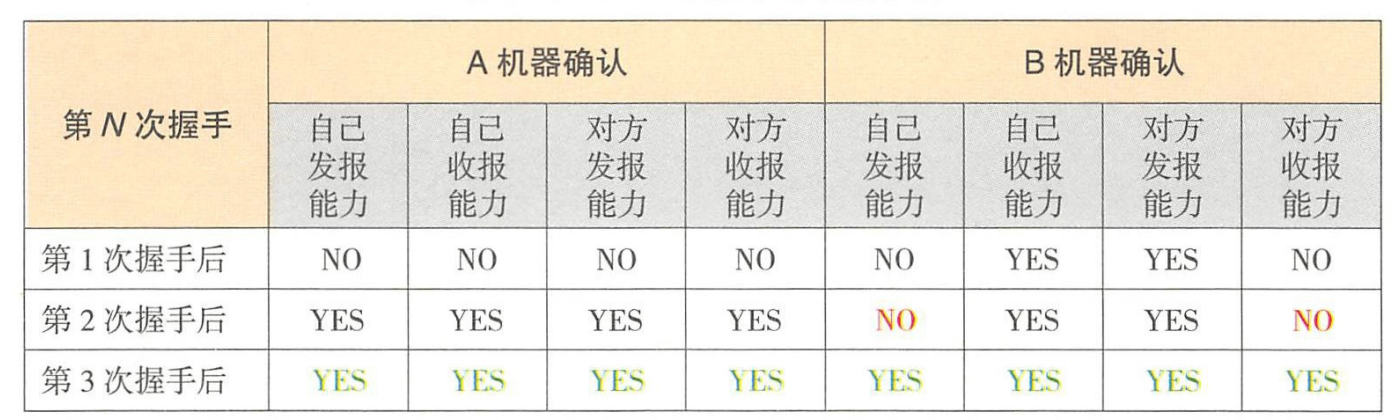 第 N 次握手
A 机器确认
B 机器确认
自己发报能力
自己收报能力
对方发报能力
对方收报能力
自己发报能力
自己收报能力
对方发报能力
对方收报能力
第 1 次握手后 NO NO NO NO NO YES YES NO
第 2 次握手后 YES YES YES YES NO YES YES NO
第 3 次握手后 YES YES YES YES YES YES YES YES